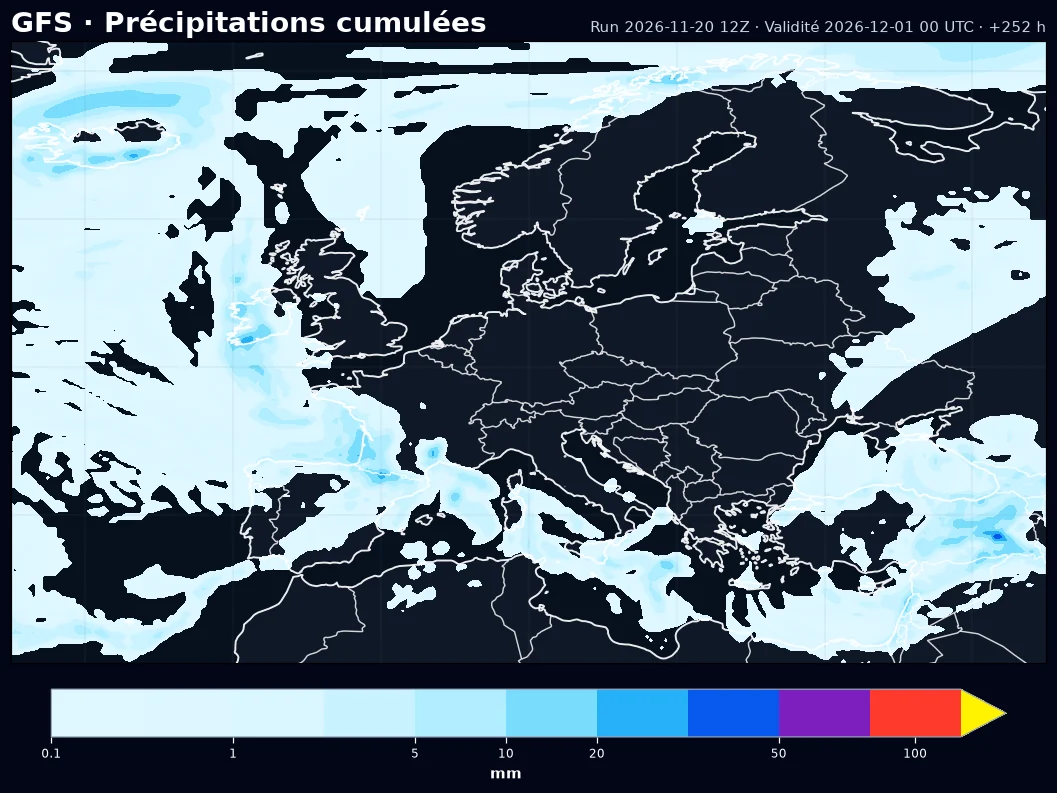 GFS · Précipitations cumulées
Run 2026-11-20 12Z · Validité 2026-12-01 00 UTC · +252 h
0.1 1 5 10 20 50 100
mm